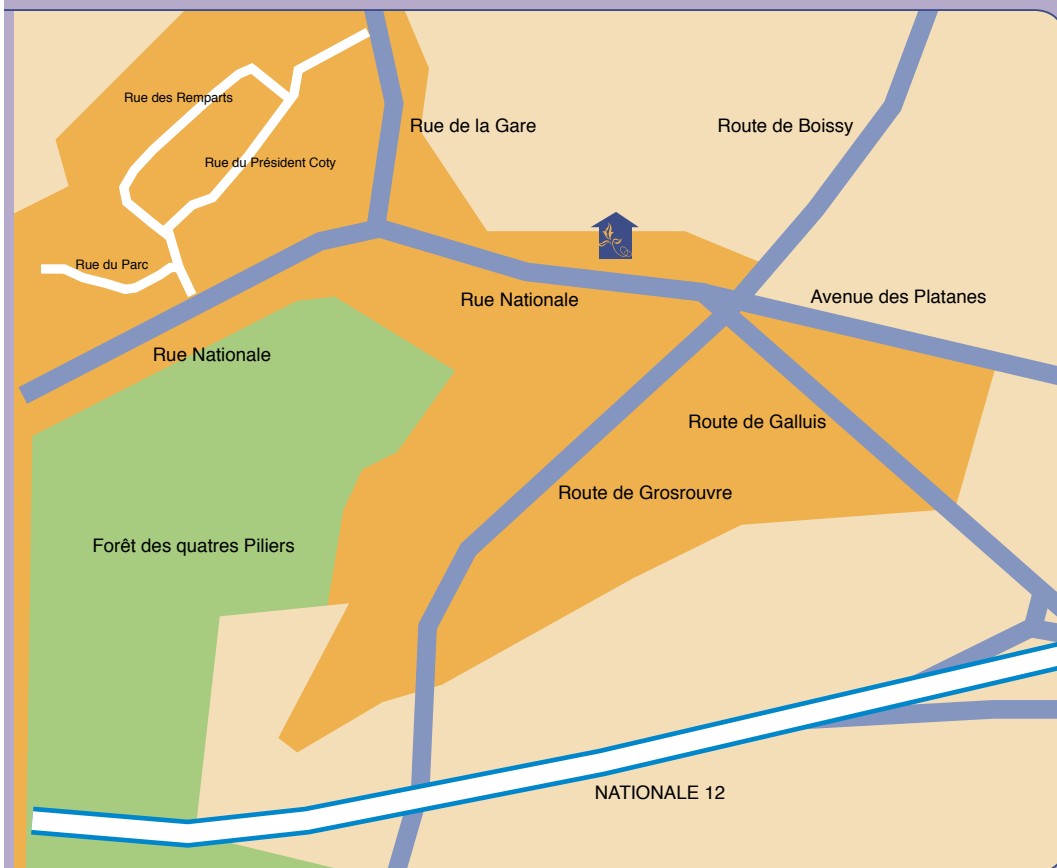 Rue des Remparts
Rue de la Gare
Route de Boissy
Rue du Président Coty
Rue du Parc
Rue Nationale
Avenue des Platanes
Rue Nationale
Route de Galluis
Route de Grosrouvre
Forêt des quatres Piliers
NATIONALE 12